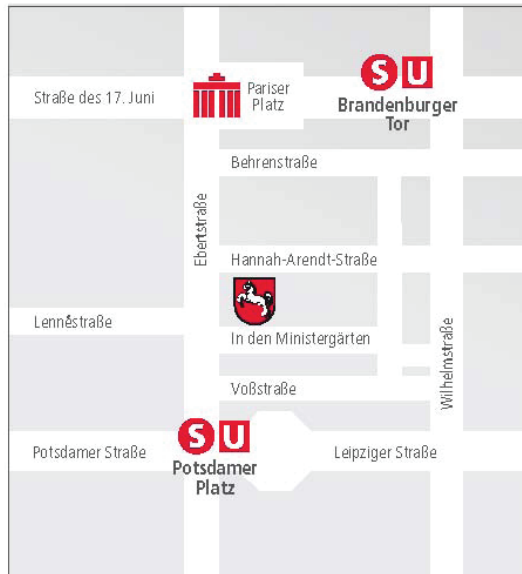 Straße des 17. Juni
Pariser
Platz
S U
Brandenburger
Tor
Behrenstraße
Ebertstraße
Hannah-Arendt-Straße
Lennéstraße
In den Ministergärten
Wilhelmstraße
Voßstraße
Potsdamer Straße
S U
Potsdamer
Platz
Leipziger Straße